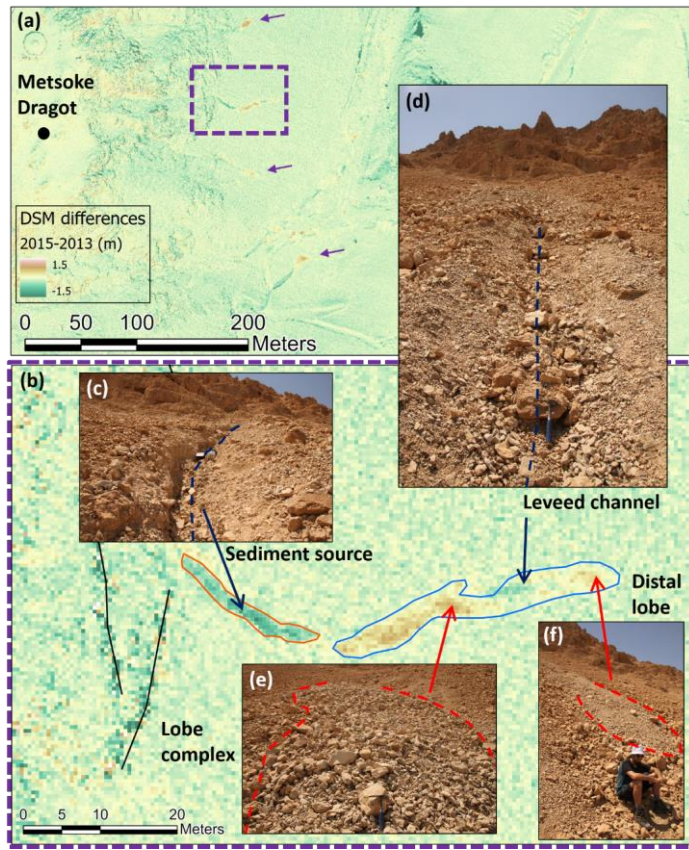 (a)
Metsoke
Dragot
DSM differences
2015-2013 (m)
1.5
-1.5
0 50 100 200
Meters
(d)
(b)
(c)
Sediment source
Leveed channel
Distal
lobe
(e)
(f)
Lobe
complex
0 5 10 20
Meters